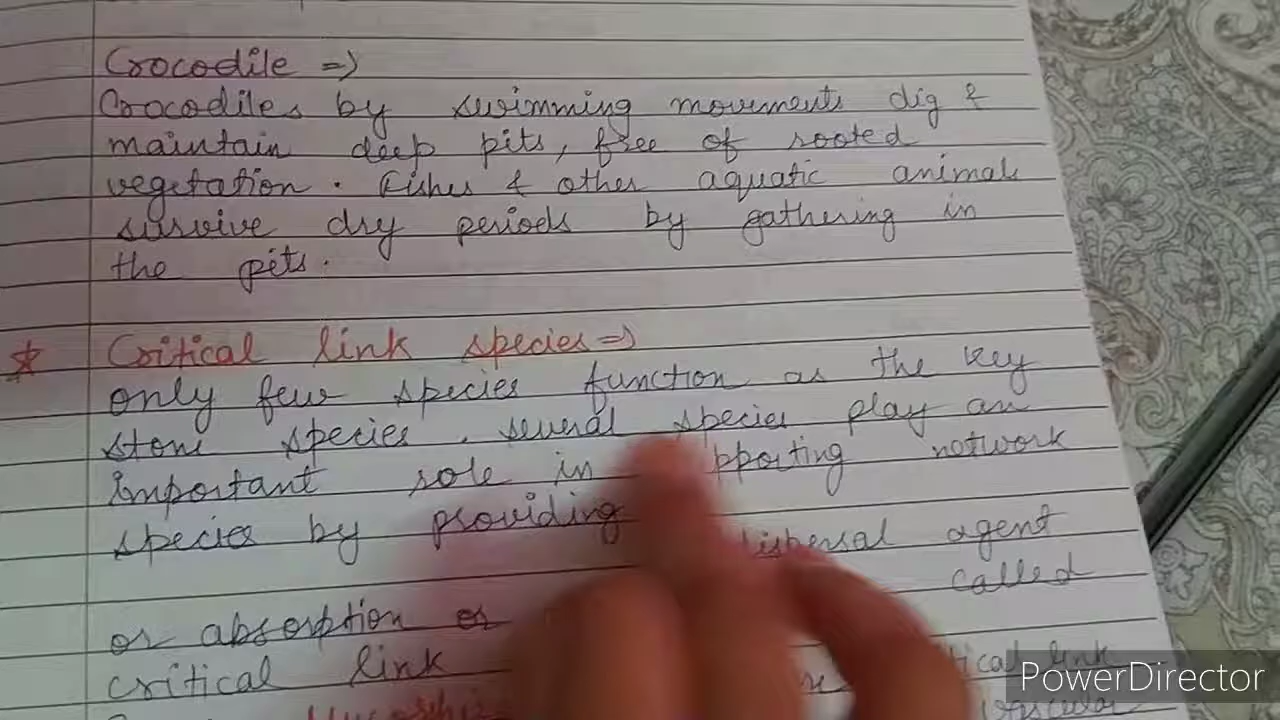 Crocodile =>
Crocodiles by swimming movements dig &
maintain deep pits, free of rooted
vegetation. Fishes & other aquatic animals
survive dry periods by gathering in
the pits.
* Critical link species =>
only few species function as the key
stone species. several species play an
important role in pporting network
species by providing
dispersal agent
or absorption or called
critical link
tical link
PowerDirector